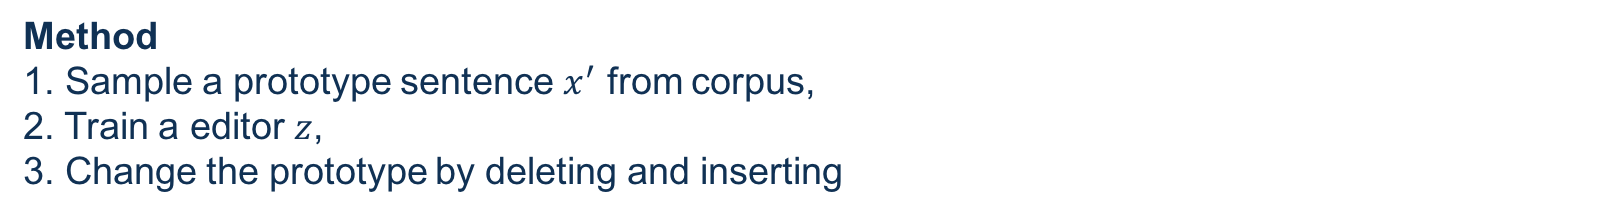 Method
1. Sample a prototype sentence x′ from corpus,
2. Train a editor z,
3. Change the prototype by deleting and inserting